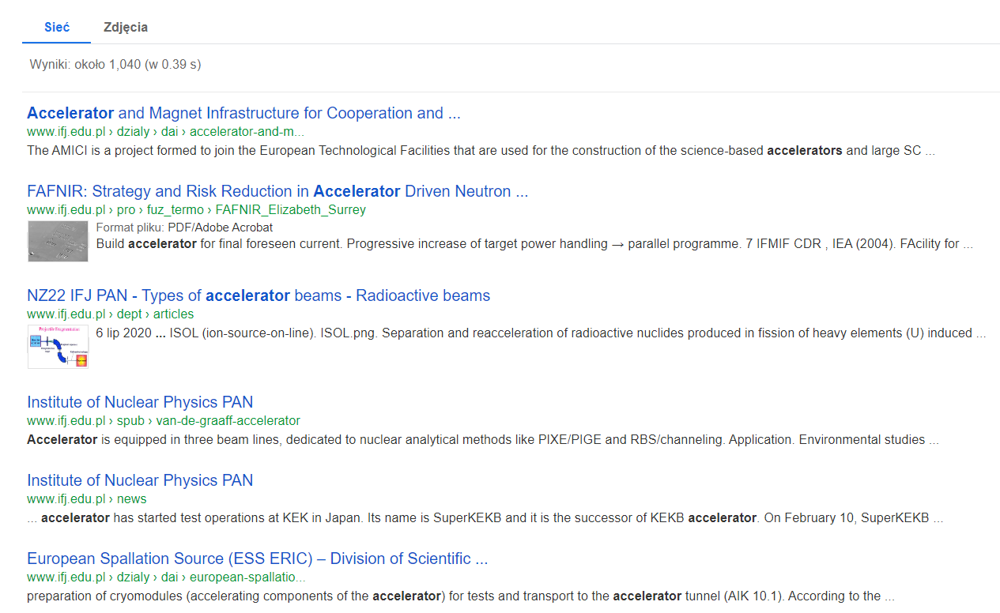 Sieć Zdjęcia
Wyniki: około 1,040 (w 0.39 s)
Accelerator and Magnet Infrastructure for Cooperation and ...
www.ifj.edu.pl › dzialy › dai › accelerator-and-m...
The AMICI is a project formed to join the European Technological Facilities that are used for the construction of the science-based accelerators and large SC ...
FAFNIR: Strategy and Risk Reduction in Accelerator Driven Neutron ...
www.ifj.edu.pl › pro › fuz_termo › FAFNIR_Elizabeth_Surrey
Format pliku: PDF/Adobe Acrobat
Build accelerator for final foreseen current. Progressive increase of target power handling → parallel programme. 7 IFMIF CDR , IEA (2004). FAcility for ...
NZ22 IFJ PAN - Types of accelerator beams - Radioactive beams
www.ifj.edu.pl › dept › articles
Projectile Fragmentation
6 lip 2020 ... ISOL (ion-source-on-line). ISOL.png. Separation and reacceleration of radioactive nuclides produced in fission of heavy elements (U) induced ...
Institute of Nuclear Physics PAN
www.ifj.edu.pl › spub › van-de-graaff-accelerator
Accelerator is equipped in three beam lines, dedicated to nuclear analytical methods like PIXE/PIGE and RBS/channeling. Application. Environmental studies ...
Institute of Nuclear Physics PAN
www.ifj.edu.pl › news
... accelerator has started test operations at KEK in Japan. Its name is SuperKEKB and it is the successor of KEKB accelerator. On February 10, SuperKEKB ...
European Spallation Source (ESS ERIC) – Division of Scientific ...
www.ifj.edu.pl › dzialy › dai › european-spallatio...
preparation of cryomodules (accelerating components of the accelerator) for tests and transport to the accelerator tunnel (AIK 10.1). According to the ...